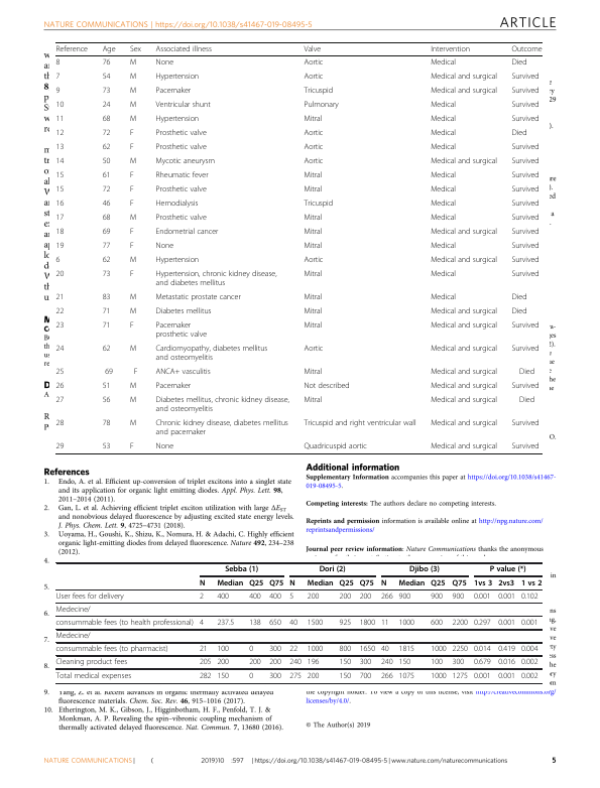 NATURE COMMUNICATIONS | https://doi.org/10.1038/s41467-019-08495-5 ARTICLE
Reference Age Sex Associated illness Valve Intervention Outcome
8 76 M None Aortic Medical Died
7 54 M Hypertension Aortic Medical and surgical Survived
9 73 M Pacemaker Tricuspid Medical and surgical Survived
10 24 M Ventricular shunt Pulmonary Medical Survived
11 68 M Hypertension Mitral Medical Survived
12 72 F Prosthetic valve Aortic Medical Died
13 62 F Prosthetic valve Aortic Medical Survived
14 50 M Mycotic aneurysm Aortic Medical and surgical Survived
15 61 F Rheumatic fever Mitral Medical Survived
15 72 F Prosthetic valve Mitral Medical Survived
16 46 F Hemodialysis Tricuspid Medical Survived
17 68 M Prosthetic valve Mitral Medical Survived
18 69 F Endometrial cancer Mitral Medical and surgical Survived
19 77 F None Mitral Medical Survived
6 62 M Hypertension Aortic Medical and surgical Survived
20 73 F Hypertension, chronic kidney disease, Mitral Medical Survived
and diabetes mellitus
21 83 M Metastatic prostate cancer Mitral Medical Died
22 71 M Diabetes mellitus Mitral Medical and surgical Died
23 71 F Pacemaker Mitral Medical and surgical Survived
prosthetic valve
24 62 M Cardiomyopathy, diabetes mellitus Aortic Medical and surgical Survived
and osteomyelitis
25 69 F ANCA+ vasculitis Mitral Medical and surgical Died
26 51 M Pacemaker Not described Medical and surgical Survived
27 56 M Diabetes mellitus, chronic kidney disease, Mitral Medical and surgical Died
and osteomyelitis
28 78 M Chronic kidney disease, diabetes mellitus Tricuspid and right ventricular wall Medical and surgical Survived
and pacemaker
29 53 F None Quadricuspid aortic Medical and surgical Survived
References
1. Endo, A. et al. Efficient up-conversion of triplet excitons into a singlet state
and its application for organic light emitting diodes. Appl. Phys. Lett. 98,
2011–2014 (2011).
2. Gan, L. et al. Achieving efficient triplet exciton utilization with large ΔEST
and nonobvious delayed fluorescence by adjusting excited state energy levels.
J. Phys. Chem. Lett. 9, 4725–4731 (2018).
3. Uoyama, H., Goushi, K., Shizu, K., Nomura, H. & Adachi, C. Highly efficient
organic light-emitting diodes from delayed fluorescence. Nature 492, 234–238
(2012).
4.
Additional information
Supplementary Information accompanies this paper at https://doi.org/10.1038/s41467-
019-08495-5.
Competing interests: The authors declare no competing interests.
Reprints and permission information is available online at http://npg.nature.com/
reprintsandpermissions/
Journal peer review information: Nature Communications thanks the anonymous
Sebba (1) Dori (2) Djibo (3) P value (*)
N Median Q25 Q75 N Median Q25 Q75 N Median Q25 Q75 1vs 3 2vs3 1 vs 2
5.
User fees for delivery 2 400 400 400 5 200 200 200 266 900 900 900 0.001 0.001 0.102
Medecine/
6.
consummable fees (to health professional) 4 237.5 138 650 40 1500 925 1800 11 1000 600 2200 0.297 0.001 0.001
Medecine/
7.
consummable fees (to pharmacist) 21 100 0 300 22 1000 800 1650 40 1815 1000 2250 0.014 0.419 0.004
Cleaning product fees 205 200 200 200 240 196 150 300 240 150 100 300 0.679 0.016 0.002
8.
Total medical expenses 282 150 0 300 275 200 150 700 266 1075 1000 1275 0.001 0.001 0.002
9. Yang, Z. et al. Recent advances in organic thermally activated delayed
fluorescence materials. Chem. Soc. Rev. 46, 915–1016 (2017).
10. Etherington, M. K., Gibson, J., Higginbotham, H. F., Penfold, T. J. &
Monkman, A. P. Revealing the spin–vibronic coupling mechanism of
thermally activated delayed fluorescence. Nat. Commun. 7, 13680 (2016).
the copyright holder. To view a copy of this license, visit http://creativecommons.org/
licenses/by/4.0/.
© The Author(s) 2019
NATURE COMMUNICATIONS | ( 2019)10 :597 | https://doi.org/10.1038/s41467-019-08495-5 | www.nature.com/naturecommunications 5